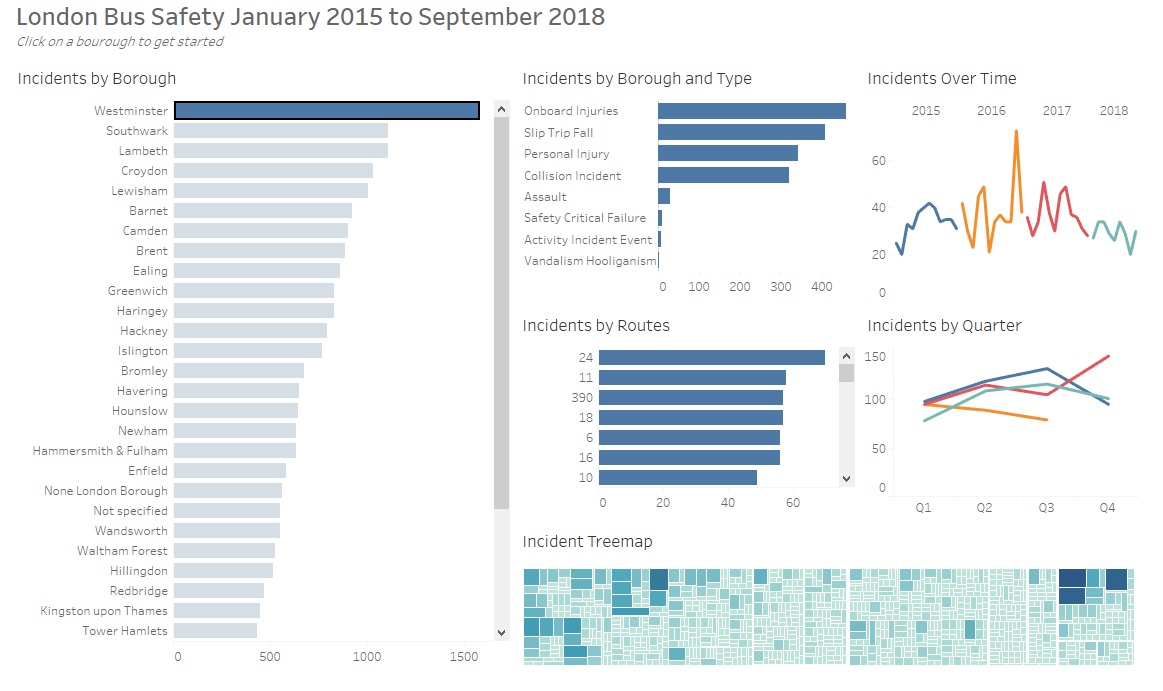 London Bus Safety January 2015 to September 2018
Click on a bourough to get started
Incidents by Borough
Westminster
Southwark
Lambeth
Croydon
Lewisham
Barnet
Camden
Brent
Ealing
Greenwich
Haringey
Hackney
Islington
Bromley
Havering
Hounslow
Newham
Hammersmith & Fulham
Enfield
None London Borough
Not specified
Wandsworth
Waltham Forest
Hillingdon
Redbridge
Kingston upon Thames
Tower Hamlets
0 500 1000 1500
Incidents by Borough and Type
Onboard Injuries
Slip Trip Fall
Personal Injury
Collision Incident
Assault
Safety Critical Failure
Activity Incident Event
Vandalism Hooliganism
0 100 200 300 400
Incidents Over Time
2015 2016 2017 2018
60
40
20
0
Incidents by Routes
24
11
390
18
6
16
10
0 20 40 60
Incidents by Quarter
150
100
50
0
Q1 Q2 Q3 Q4
Incident Treemap